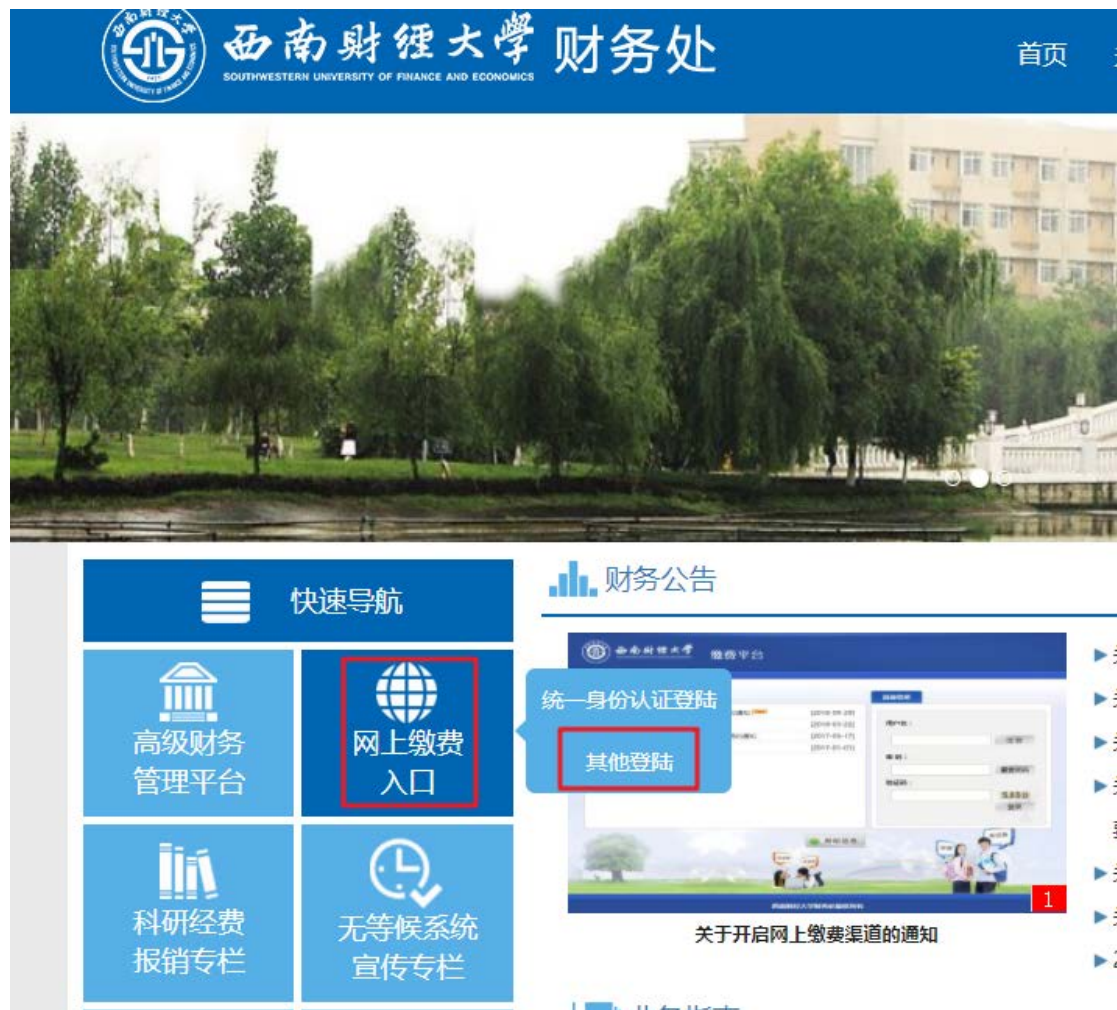 西南财经大学 财务处
SOUTHWESTERN UNIVERSITY OF FINANCE AND ECONOMICS
首页
快速导航
财务公告
高级财务
管理平台
网上缴费
入口
统一身份认证登陆
其他登陆
科研经费
报销专栏
无等候系统
宣传专栏
西南财经大学 缴费平台
1
关于开启网上缴费渠道的通知